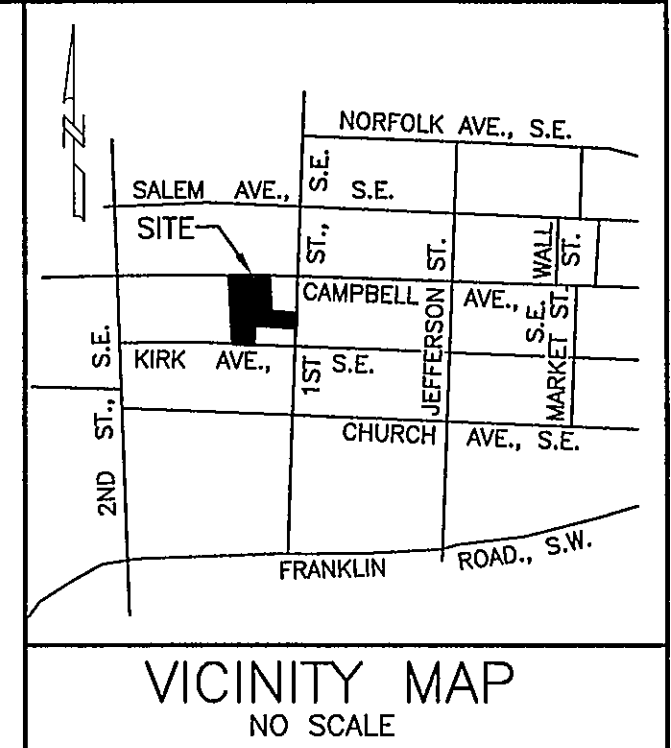 N
NORFOLK AVE., S.E.
SALEM AVE., S.E.
SITE
1ST ST., S.E.
JEFFERSON ST.
WALL ST.
CAMPBELL AVE., S.E.
MARKET ST.
KIRK AVE., S.E.
2ND ST., S.E.
CHURCH AVE., S.E.
FRANKLIN ROAD., S.W.
VICINITY MAP
NO SCALE